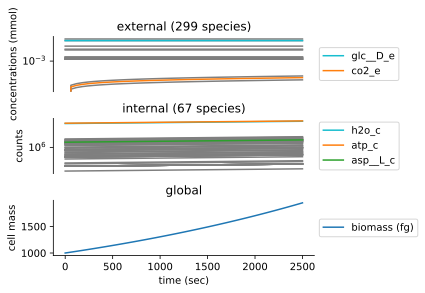 external (299 species)
concentrations (mmol)
10⁻³
glc__D_e
co2_e
internal (67 species)
counts
10⁶
h2o_c
atp_c
asp__L_c
global
cell mass
1500
1000
biomass (fg)
0 500 1000 1500 2000 2500
time (sec)